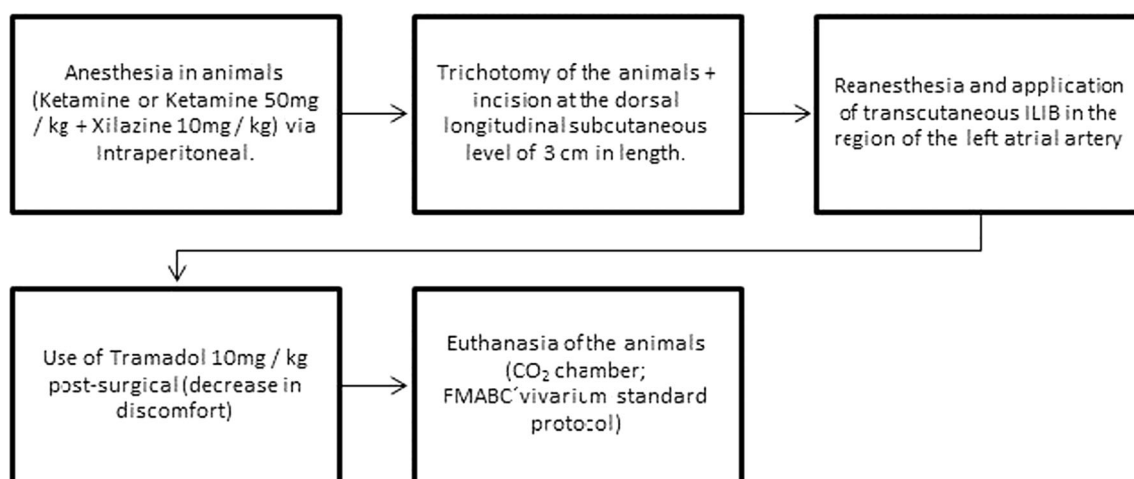 Anesthesia in animals
(Ketamine or Ketamine 50mg
/ kg + Xilazine 10mg / kg) via
Intraperitoneal.
Trichotomy of the animals +
incision at the dorsal
longitudinal subcutaneous
level of 3 cm in length.
Reanesthesia and application
of transcutaneous ILIB in the
region of the left atrial artery
Use of Tramadol 10mg / kg
post-surgical (decrease in
discomfort)
Euthanasia of the animals
(CO₂ chamber;
FMABC´vivarium standard
protocol)